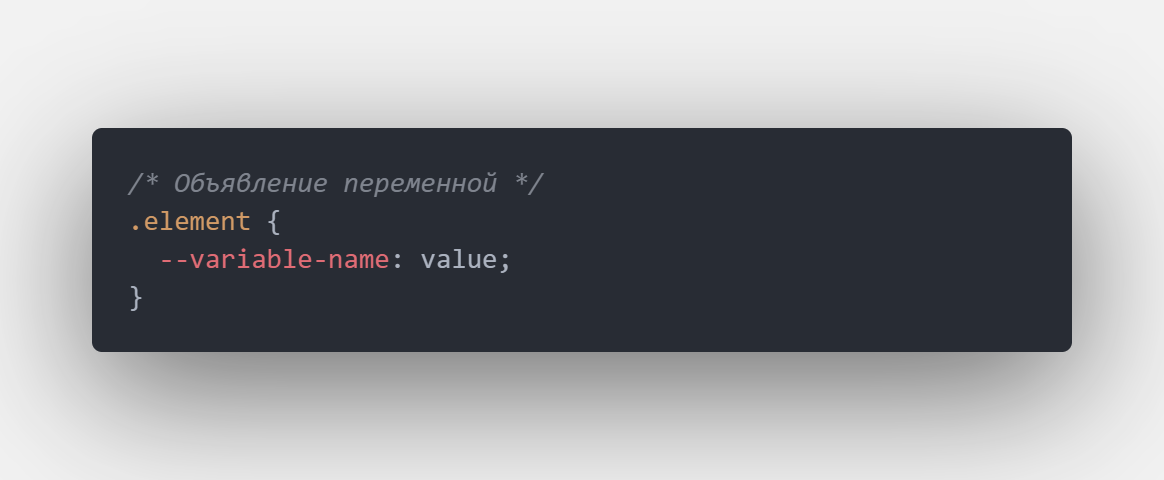 /* Объявление переменной */
.element {
  --variable-name: value;
}